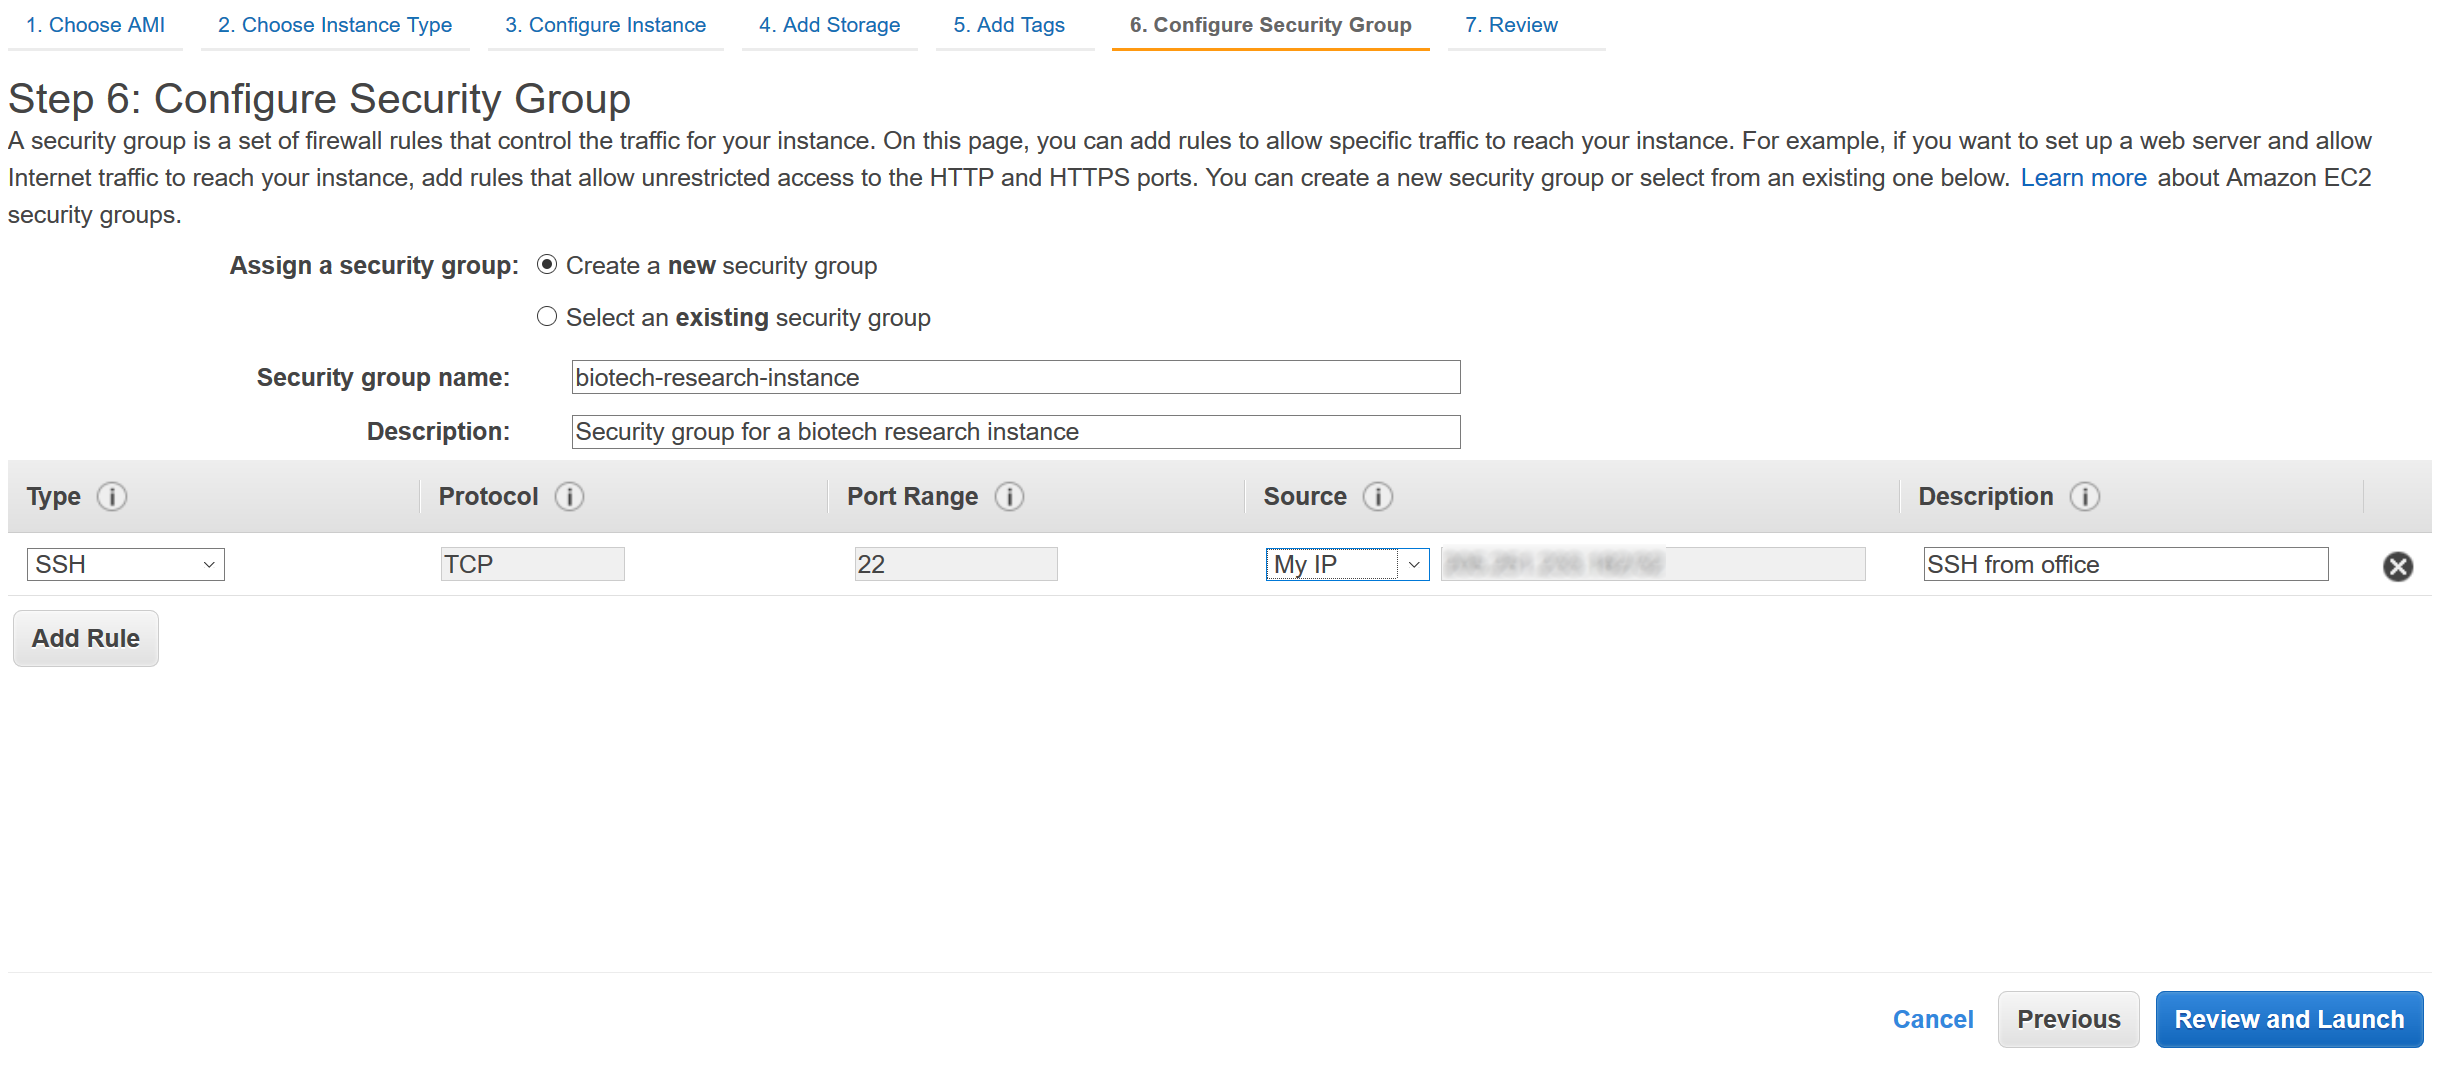 1. Choose AMI 2. Choose Instance Type 3. Configure Instance 4. Add Storage 5. Add Tags 6. Configure Security Group 7. Review
Step 6: Configure Security Group
A security group is a set of firewall rules that control the traffic for your instance. On this page, you can add rules to allow specific traffic to reach your instance. For example, if you want to set up a web server and allow
Internet traffic to reach your instance, add rules that allow unrestricted access to the HTTP and HTTPS ports. You can create a new security group or select from an existing one below. Learn more about Amazon EC2
security groups.
Assign a security group: Create a new security group
Select an existing security group
Security group name: biotech-research-instance
Description: Security group for a biotech research instance
Type Protocol Port Range Source Description
SSH TCP 22 My IP SSH from office
Add Rule
Cancel Previous Review and Launch